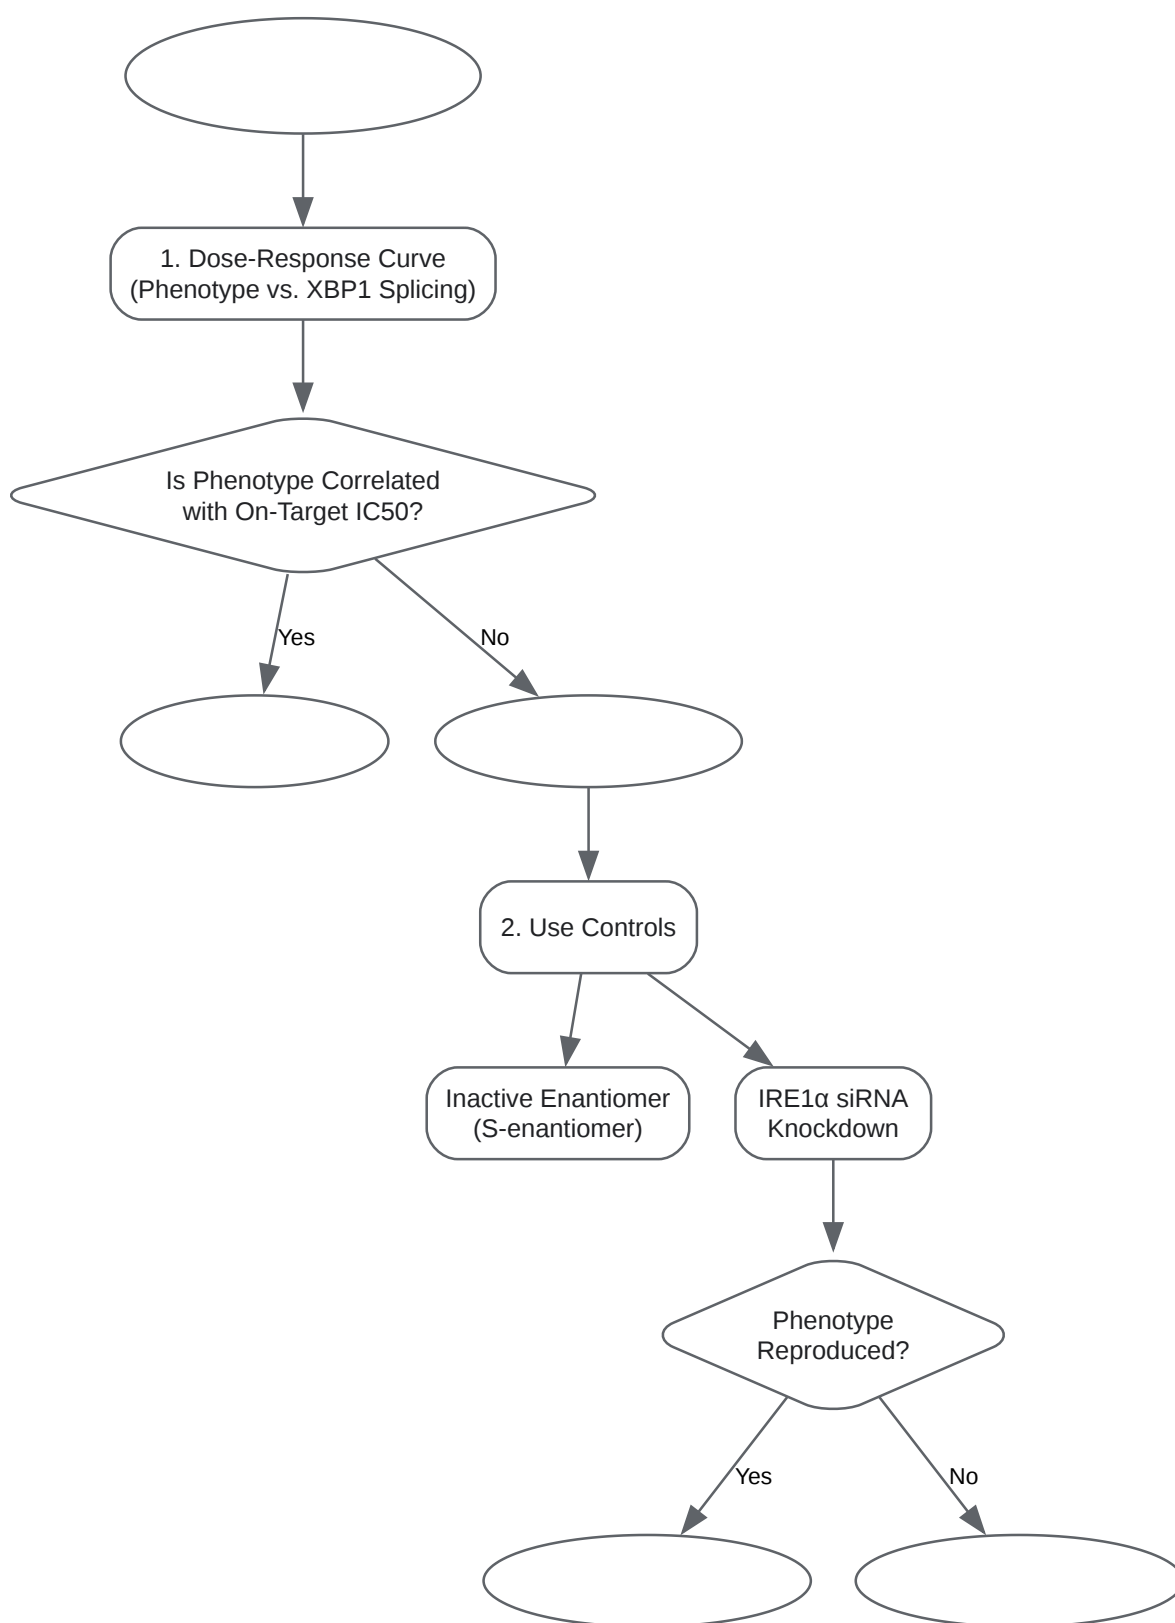 1. Dose-Response Curve
(Phenotype vs. XBP1 Splicing)
Is Phenotype Correlated
with On-Target IC50?
Yes
No
2. Use Controls
Inactive Enantiomer
(S-enantiomer)
IRE1α siRNA
Knockdown
Phenotype
Reproduced?
Yes
No